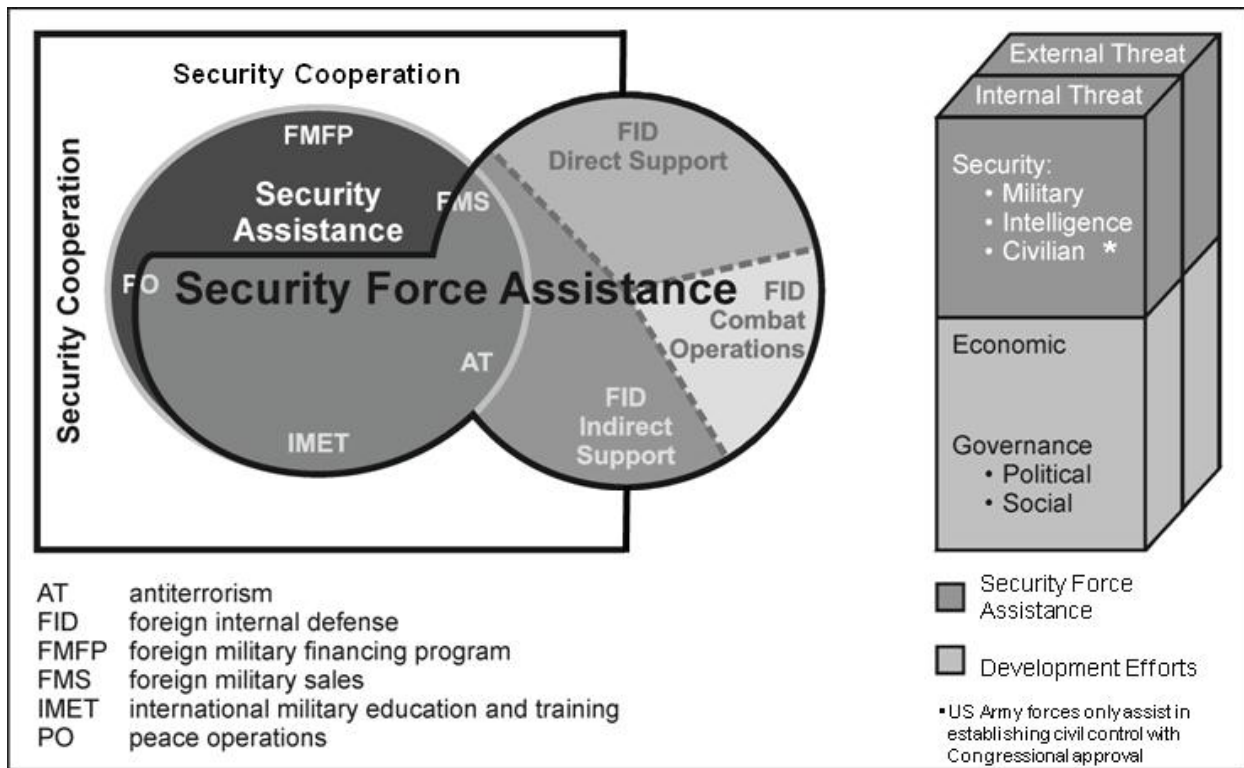 Security Cooperation
Security Cooperation
FMFP
Security
Assistance
FMS
PO
Security Force Assistance
AT
IMET
FID
Direct Support
FID
Combat
Operations
FID
Indirect
Support
External Threat
Internal Threat
Security:
• Military
• Intelligence
• Civilian *
Economic
Governance
• Political
• Social
Security Force
Assistance
Development Efforts
▪ US Army forces only assist in
establishing civil control with
Congressional approval
AT antiterrorism
FID foreign internal defense
FMFP foreign military financing program
FMS foreign military sales
IMET international military education and training
PO peace operations